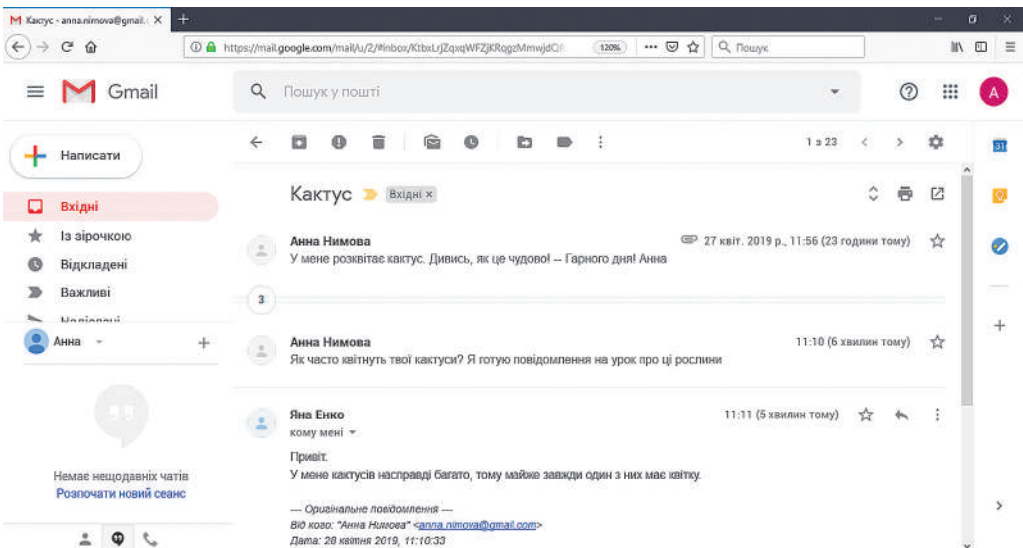 Кактус - anna.nimova@gmail.c
https://mail.google.com/mail/u/2/#inbox/
120%
Пошук
Gmail
Пошук у пошті
A
Написати
1 з 23
31
Кактус Вхідні ×
Вхідні
Із зірочкою
Відкладені
Важливі
Надіслані
Анна Нимова
27 квіт. 2019 р., 11:56 (23 години тому)
У мене розквітає кактус. Дивись, як це чудово! -- Гарного дня! Анна
3
Анна
Анна Нимова
11:10 (6 хвилин тому)
Як часто квітнуть твої кактуси? Я готую повідомлення на урок про ці рослини
Яна Енко
11:11 (5 хвилин тому)
кому мені
Привіт.
У мене кактусів насправді багато, тому майже завжди один з них має квітку.
Немає нещодавніх чатів
Розпочати новий сеанс
--- Оригінальне повідомлення ---
Від кого: "Анна Нимова" <anna.nimova@gmail.com>
Дата: 28 квітня 2019, 11:10:33